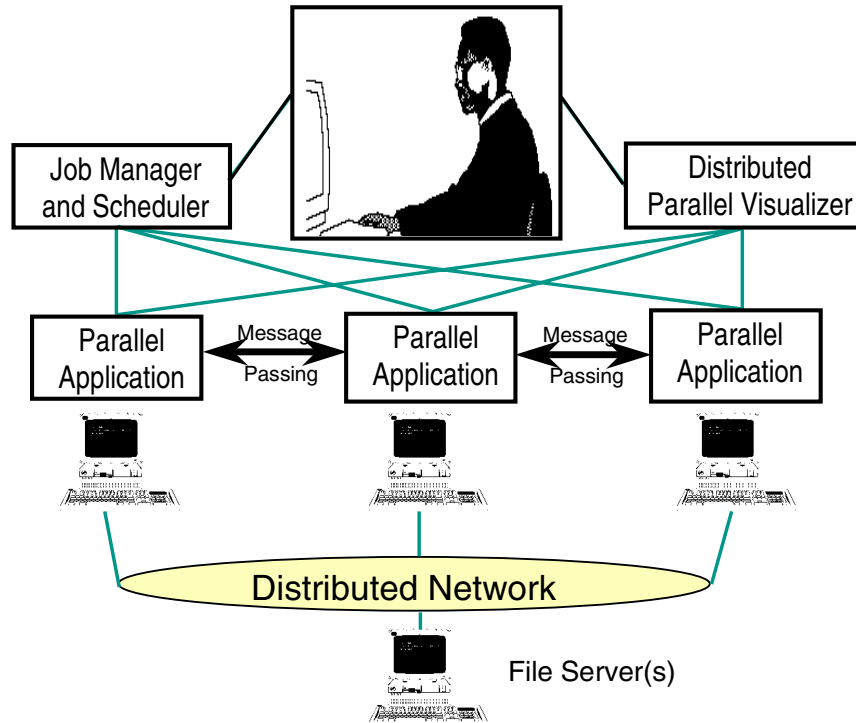 Job Manager
and Scheduler
Distributed
Parallel Visualizer
Parallel
Application
Message
Passing
Parallel
Application
Message
Passing
Parallel
Application
Distributed Network
File Server(s)